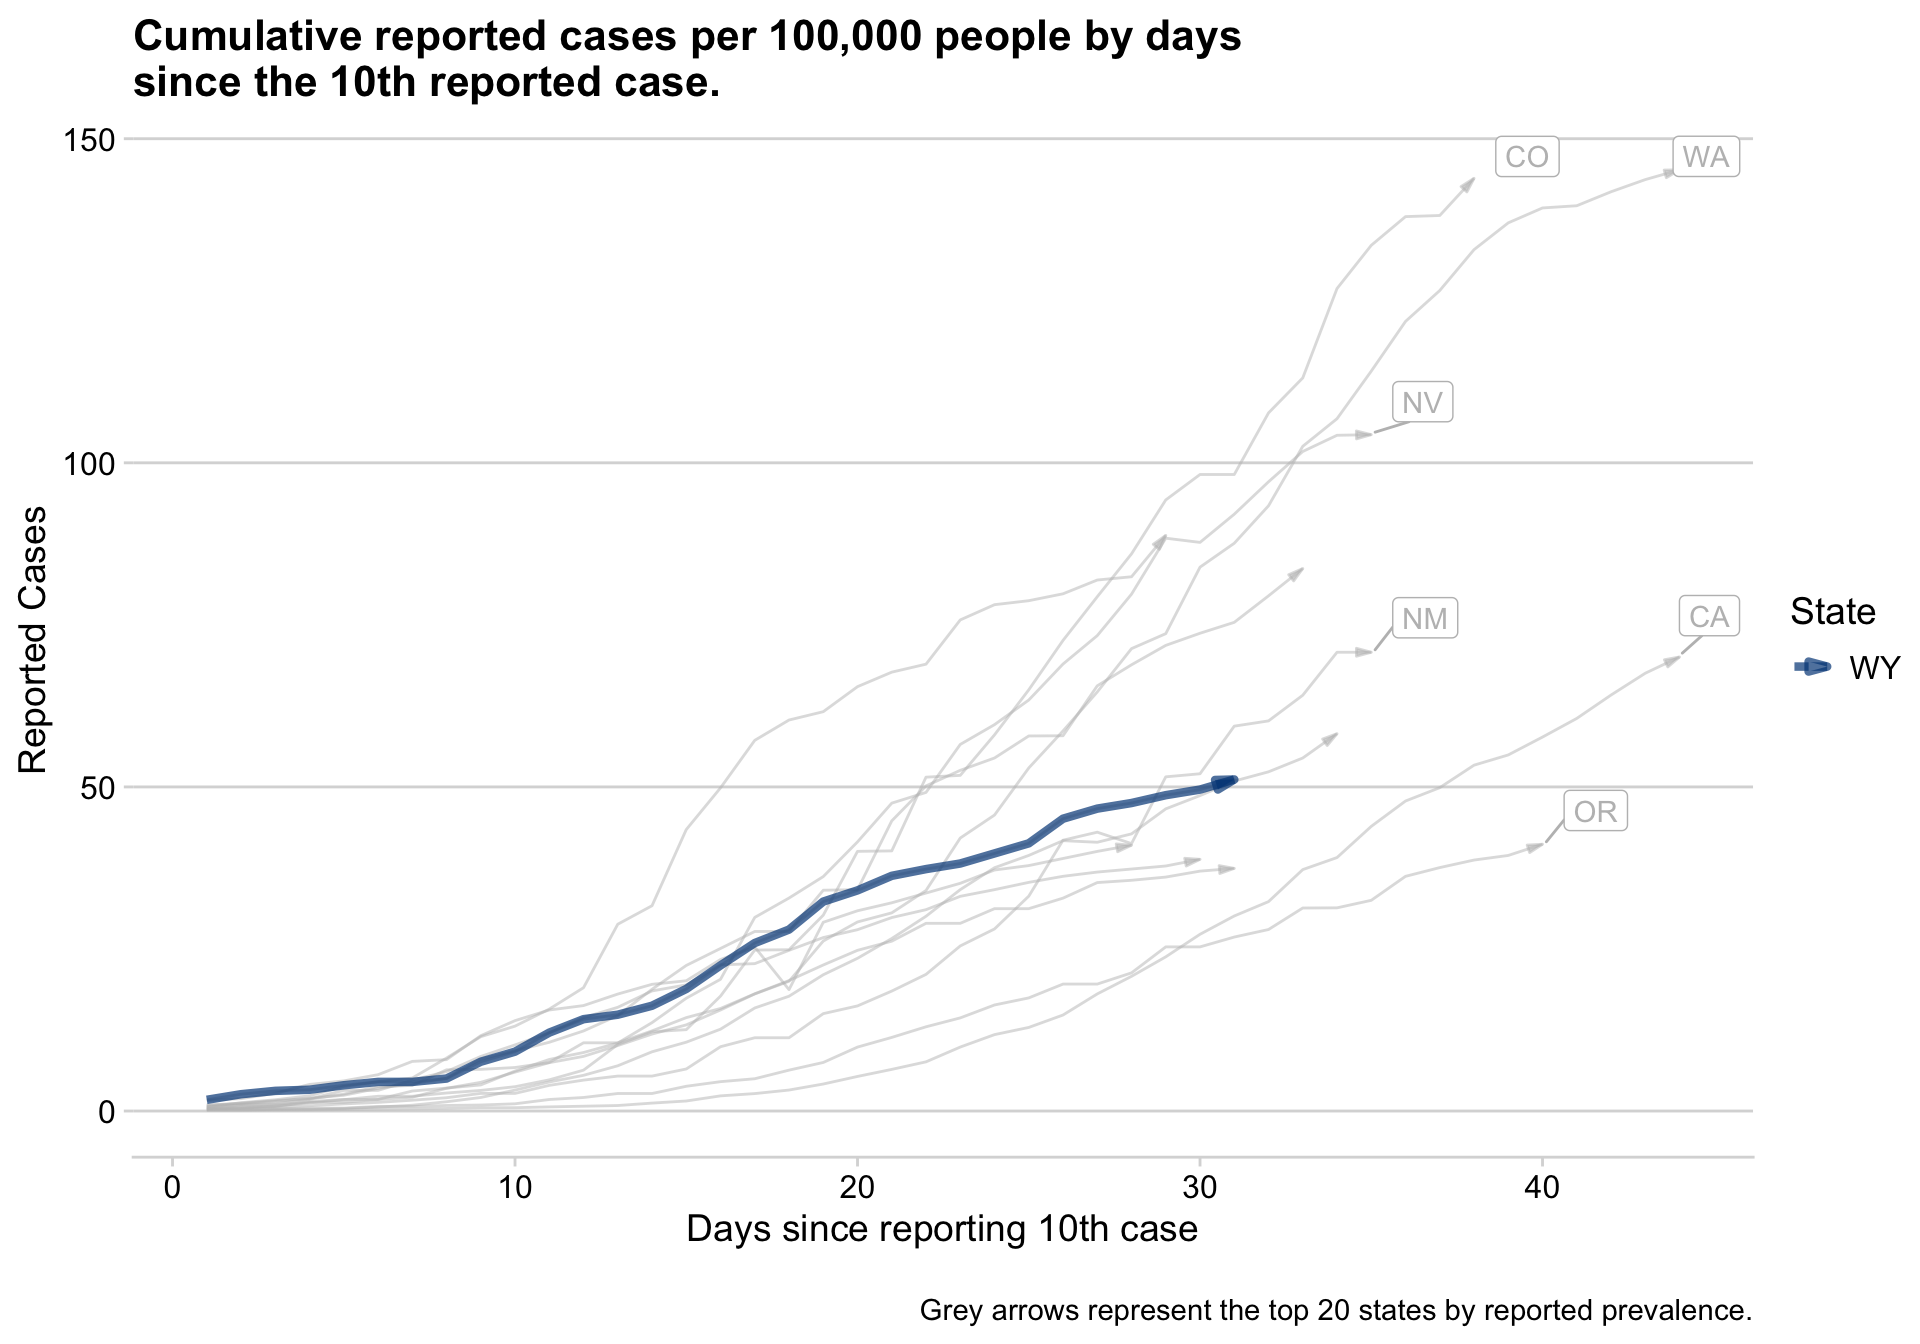 Cumulative reported cases per 100,000 people by days
since the 10th reported case.
150
CO
WA
NV
100
Reported Cases
NM
CA
State
WY
50
OR
0
0
10
20
30
40
Days since reporting 10th case
Grey arrows represent the top 20 states by reported prevalence.